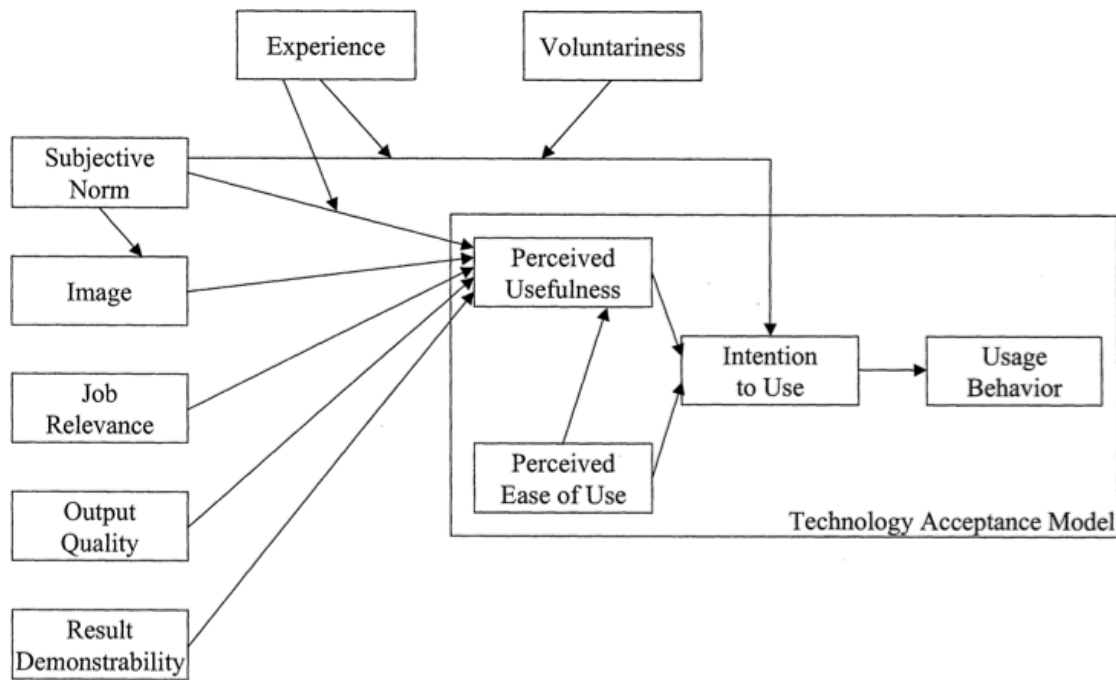 Experience
Voluntariness
Subjective
Norm
Image
Job
Relevance
Output
Quality
Result
Demonstrability
Perceived
Usefulness
Perceived
Ease of Use
Intention
to Use
Usage
Behavior
Technology Acceptance Model